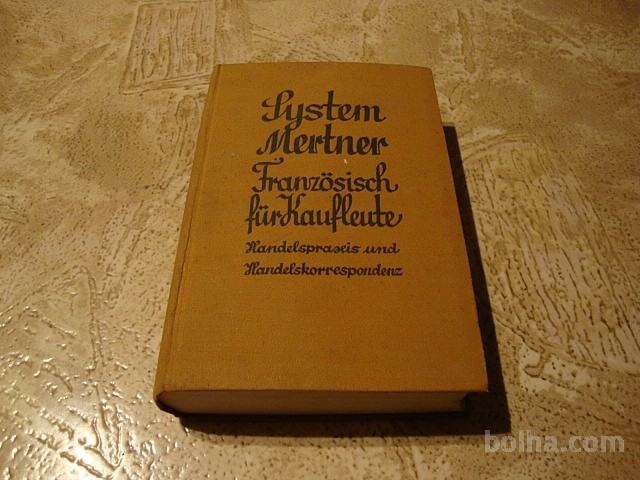 System
Mertner
Französisch
für Kaufleute
Handelspraxis und
Handelskorrespondenz
bolha.com